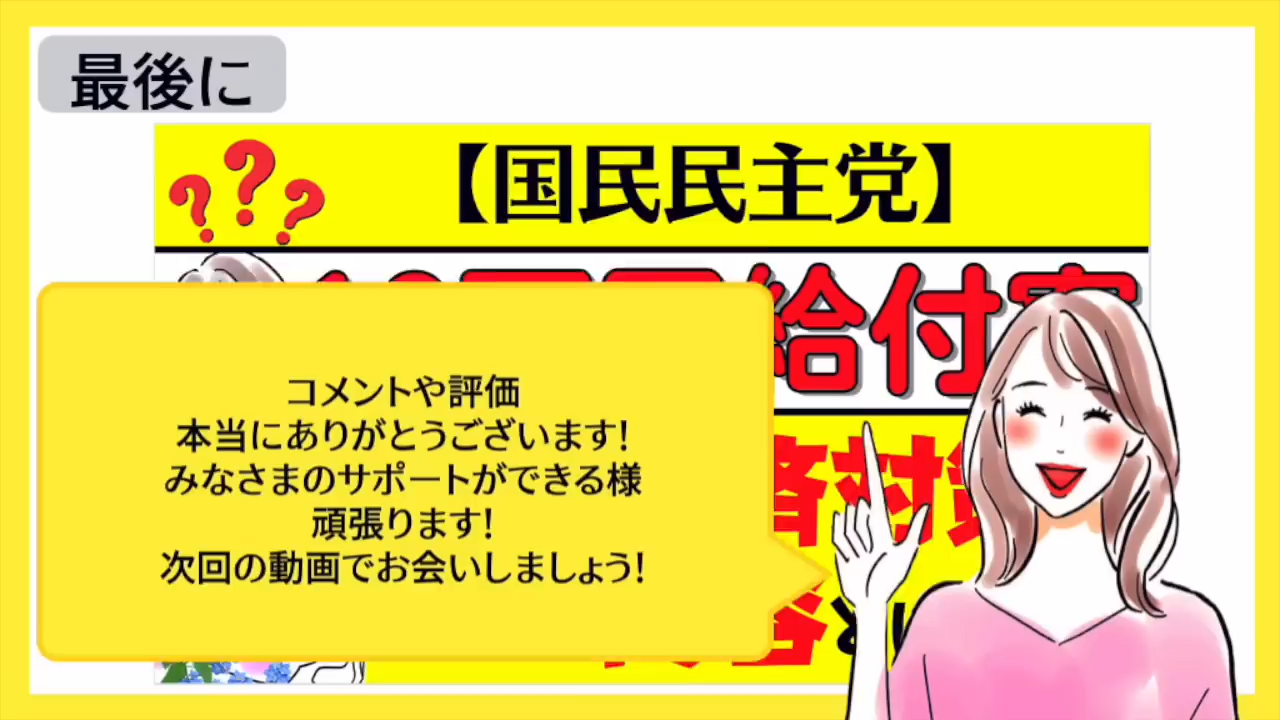 最後に
???
【国民民主党】
給付
コメントや評価
本当にありがとうございます!
みなさまのサポートができる様
頑張ります!
次回の動画でお会いしましょう!